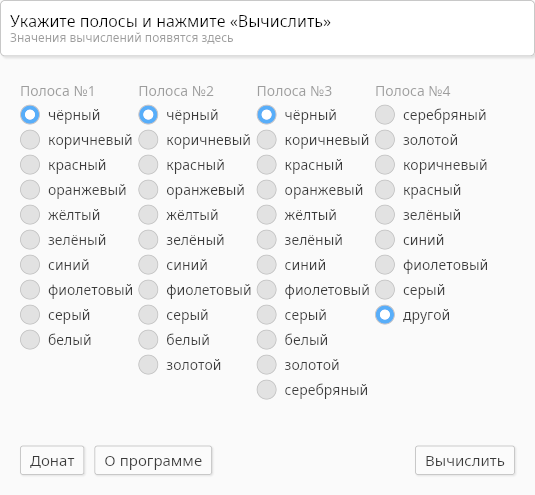 Укажите полосы и нажмите «Вычислить»
Значения вычислений появятся здесь
Полоса №1 Полоса №2 Полоса №3 Полоса №4
чёрный чёрный чёрный серебряный
коричневый коричневый коричневый золотой
красный красный красный коричневый
оранжевый оранжевый оранжевый красный
жёлтый жёлтый жёлтый зелёный
зелёный зелёный зелёный синий
синий синий синий фиолетовый
фиолетовый фиолетовый фиолетовый серый
серый серый серый другой
белый белый белый
золотой золотой
серебряный
Донат О программе Вычислить